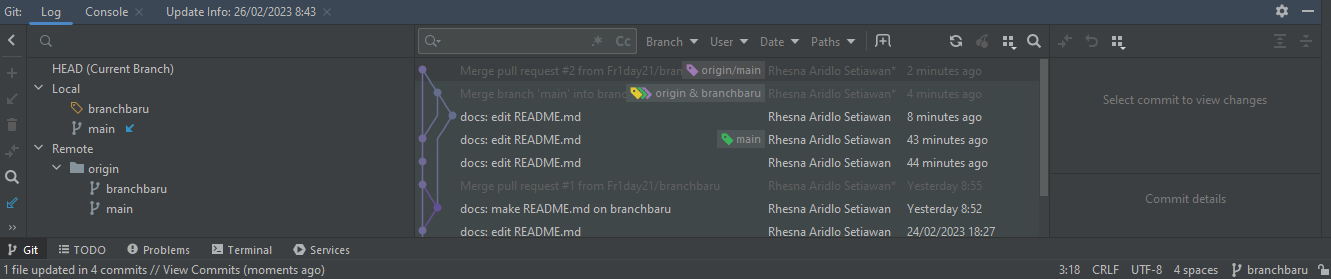 Git: Log Console Update Info: 26/02/2023 8:43
Cc Branch User Date Paths
HEAD (Current Branch)
Local
branchbaru
main
Remote
origin
branchbaru
main
Merge pull request #2 from Fr1day21/bran origin/main Rhesna Aridlo Setiawan* 2 minutes ago
Merge branch 'main' into branc origin & branchbaru Rhesna Aridlo Setiawan* 4 minutes ago
docs: edit README.md Rhesna Aridlo Setiawan 8 minutes ago
docs: edit README.md main Rhesna Aridlo Setiawan 43 minutes ago
docs: edit README.md Rhesna Aridlo Setiawan 44 minutes ago
Merge pull request #1 from Fr1day21/branchbaru Rhesna Aridlo Setiawan* Yesterday 8:55
docs: make README.md on branchbaru Rhesna Aridlo Setiawan Yesterday 8:52
docs: edit README.md Rhesna Aridlo Setiawan 24/02/2023 18:27
Select commit to view changes
Commit details
Git TODO Problems Terminal Services
1 file updated in 4 commits // View Commits (moments ago) 3:18 CRLF UTF-8 4 spaces branchbaru